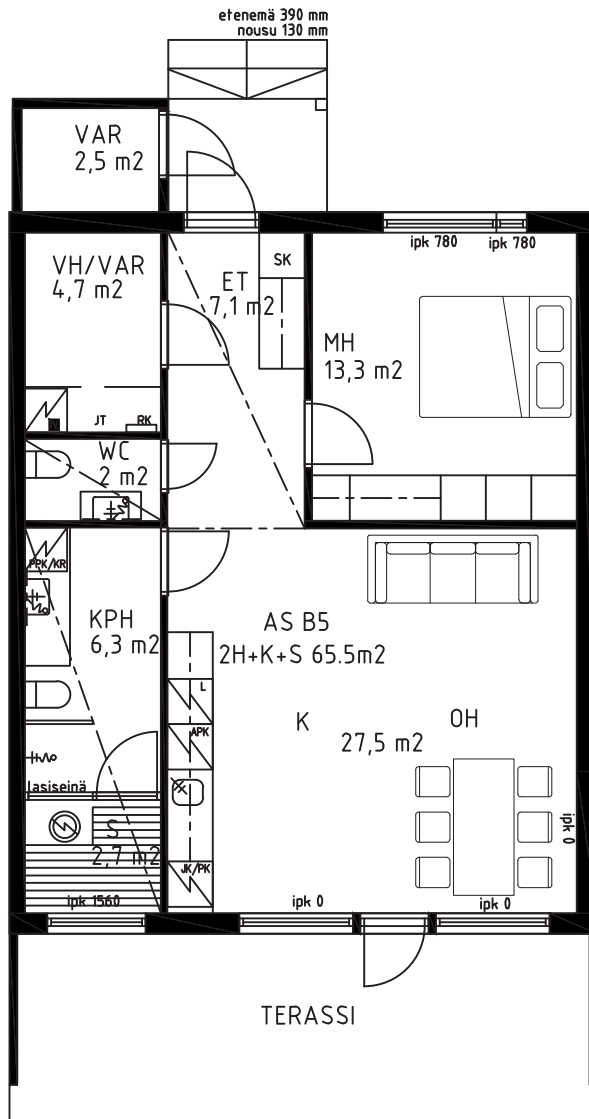 etenemä 390 mm
nousu 130 mm
VAR
2,5 m2
ipk 780
ipk 780
VH/VAR
4,7 m2
ET
7,1 m2
SK
MH
13,3 m2
JT
RK
WC
2 m2
PPK/KR
KPH
6,3 m2
AS B5
2H+K+S 65.5m2
L
APK
K
OH
27,5 m2
lasiseinä
S
2,7 m2
ipk 0
JK/PK
ipk 1560
ipk 0
ipk 0
TERASSI